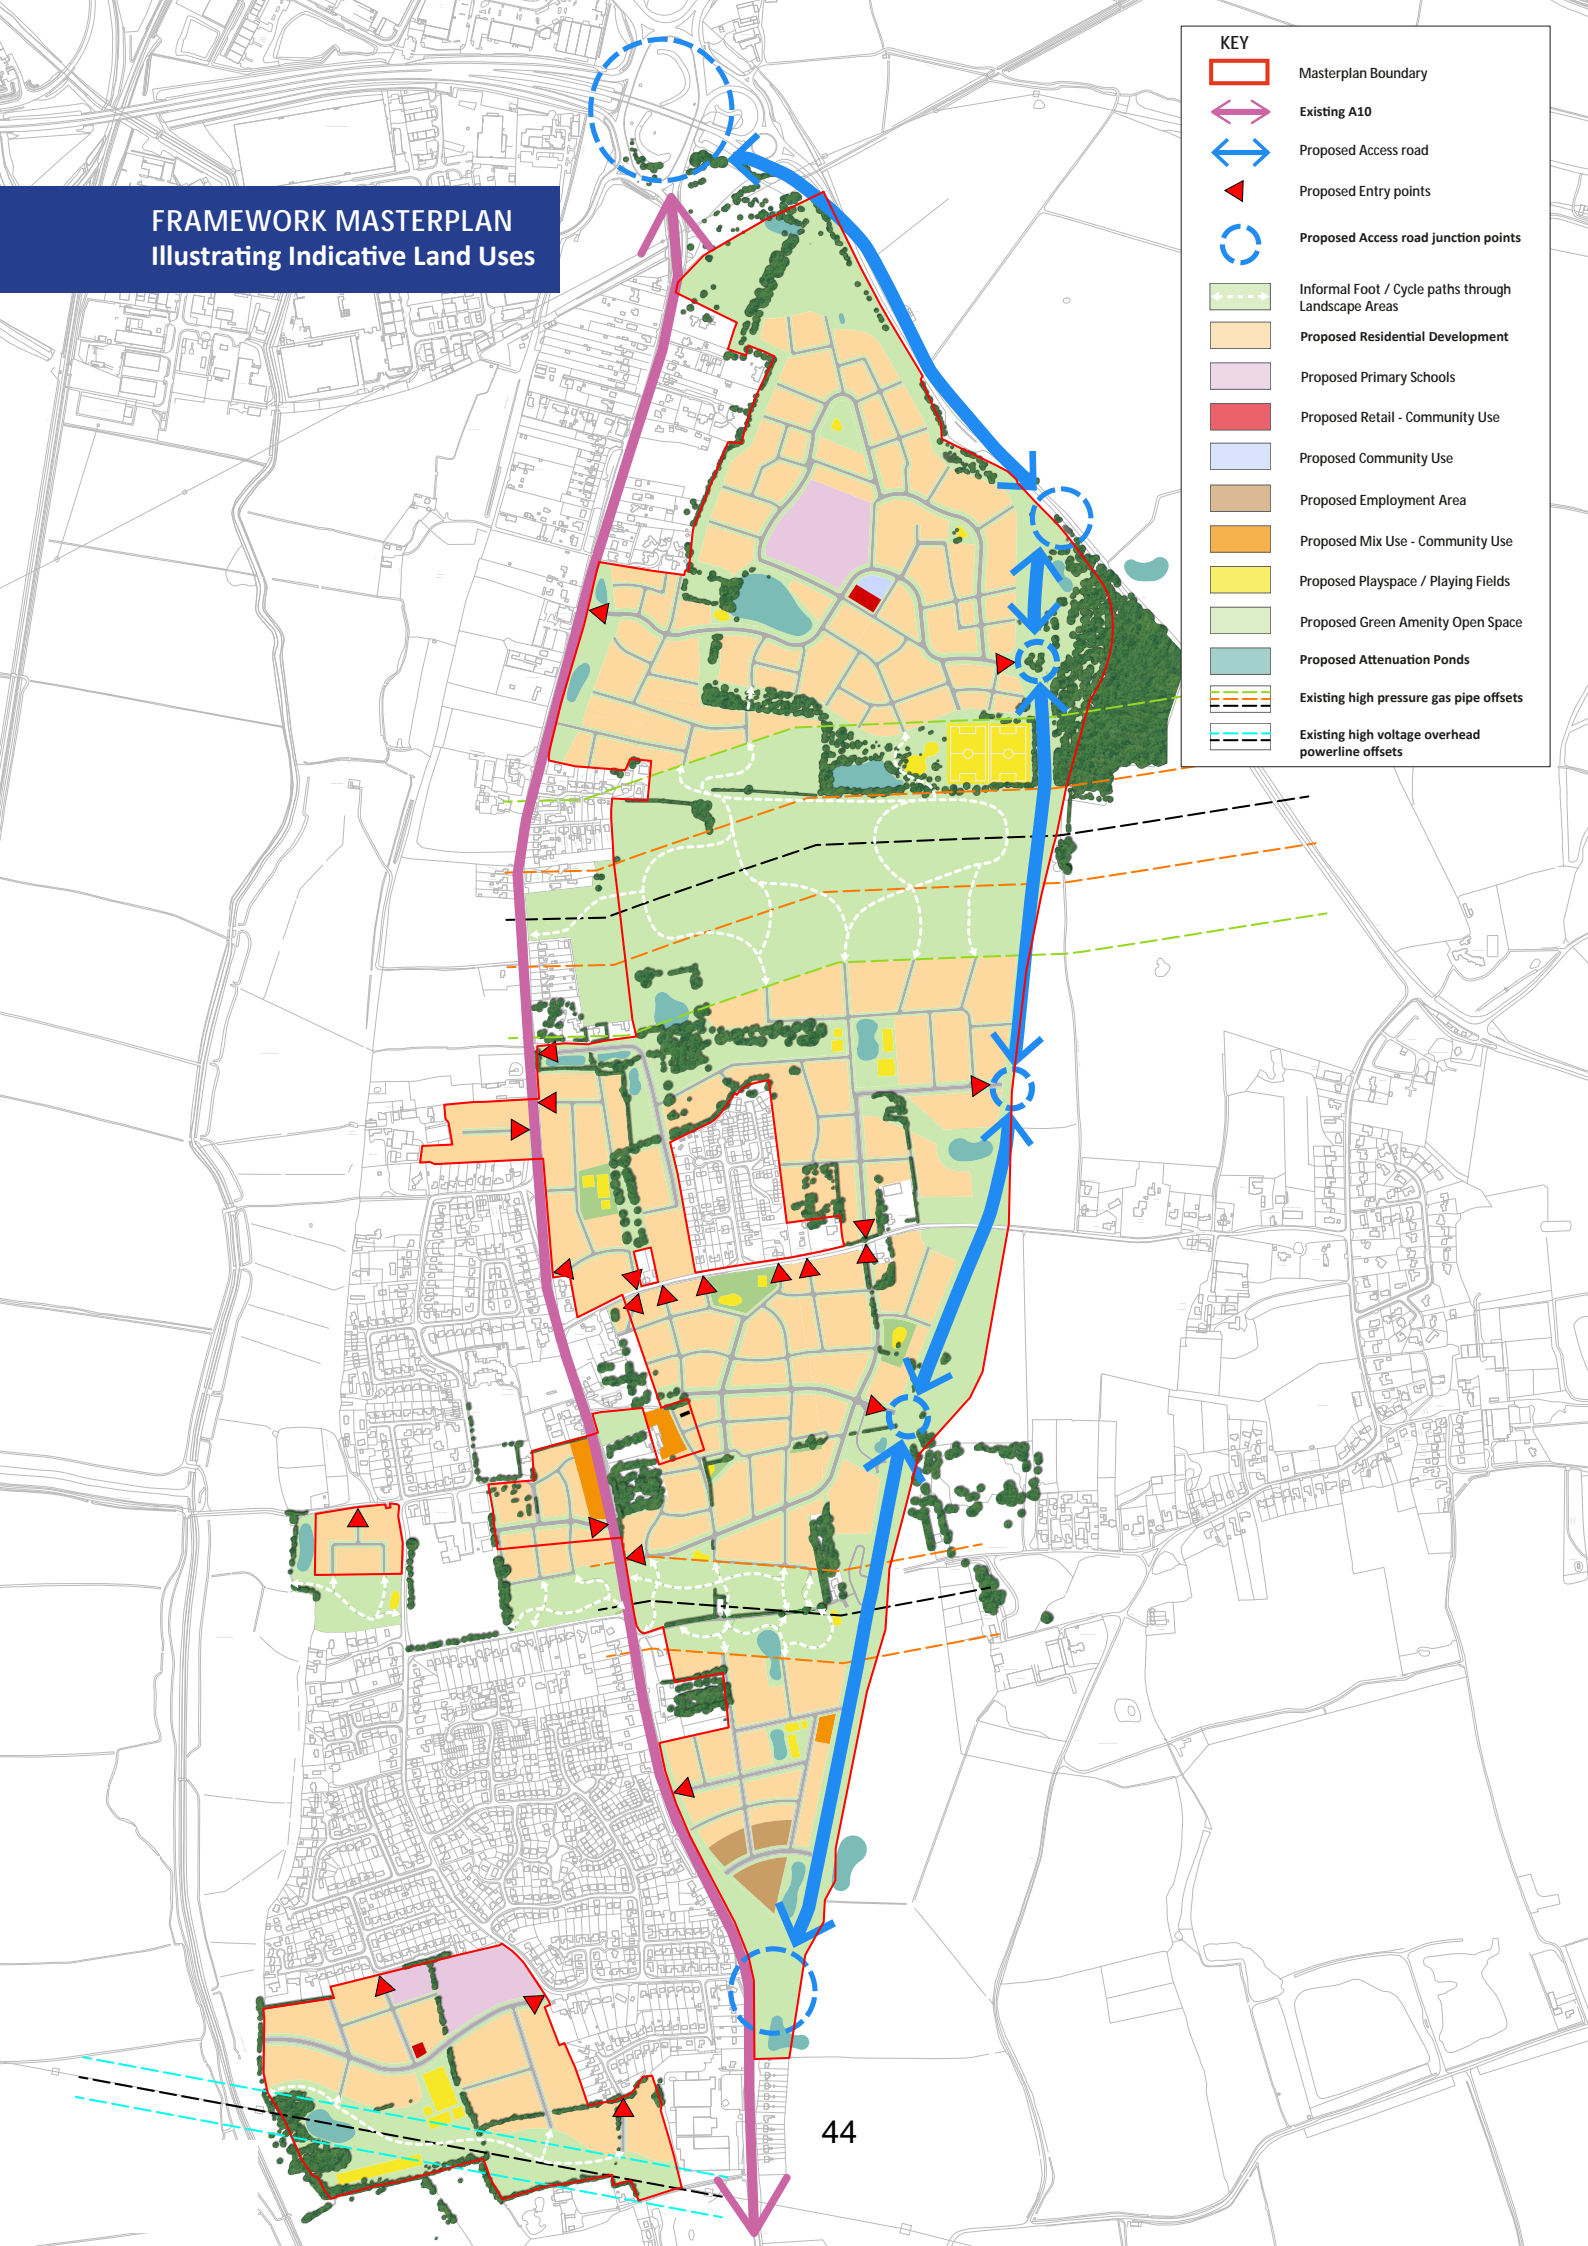 FRAMEWORK MASTERPLAN
Illustrating Indicative Land Uses
KEY
Masterplan Boundary
Existing A10
Proposed Access road
Proposed Entry points
Proposed Access road junction points
Informal Foot / Cycle paths through
Landscape Areas
Proposed Residential Development
Proposed Primary Schools
Proposed Retail - Community Use
Proposed Community Use
Proposed Employment Area
Proposed Mix Use - Community Use
Proposed Playspace / Playing Fields
Proposed Green Amenity Open Space
Proposed Attenuation Ponds
Existing high pressure gas pipe offsets
Existing high voltage overhead
powerline offsets
44